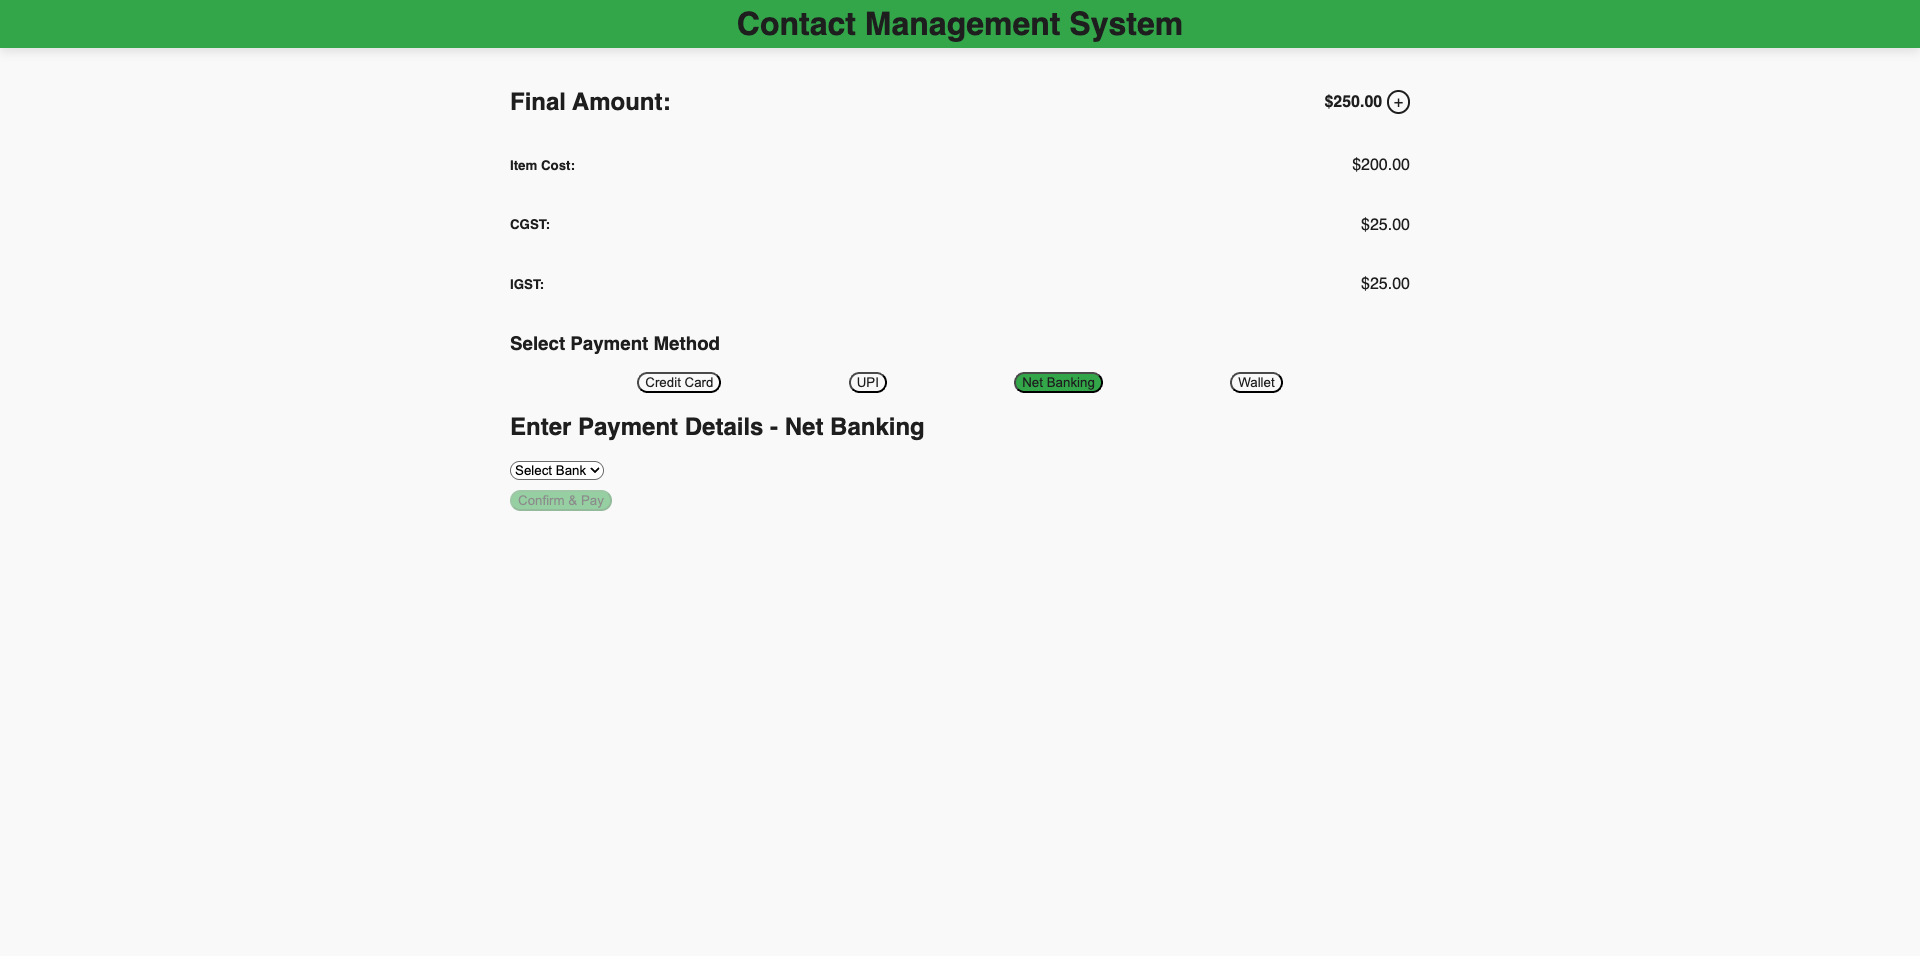 Contact Management System
Final Amount: $250.00 +
Item Cost: $200.00
CGST: $25.00
IGST: $25.00
Select Payment Method
Credit Card UPI Net Banking Wallet
Enter Payment Details - Net Banking
Select Bank
Confirm & Pay